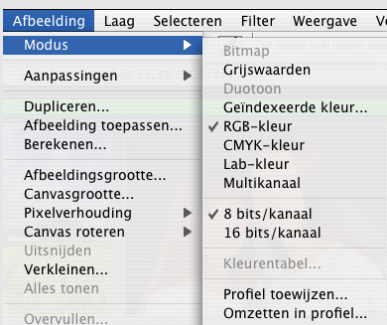 Afbeelding Laag Selecteren Filter Weergave
Modus
Aanpassingen
Dupliceren...
Afbeelding toepassen...
Berekenen...
Afbeeldingsgrootte...
Canvasgrootte...
Pixelverhouding
Canvas roteren
Uitsnijden
Verkleinen...
Alles tonen
Overvullen...
Bitmap
Grijswaarden
Duotoon
Geïndexeerde kleur...
RGB-kleur
CMYK-kleur
Lab-kleur
Multikanaal
8 bits/kanaal
16 bits/kanaal
Kleurentabel...
Profiel toewijzen...
Omzetten in profiel...